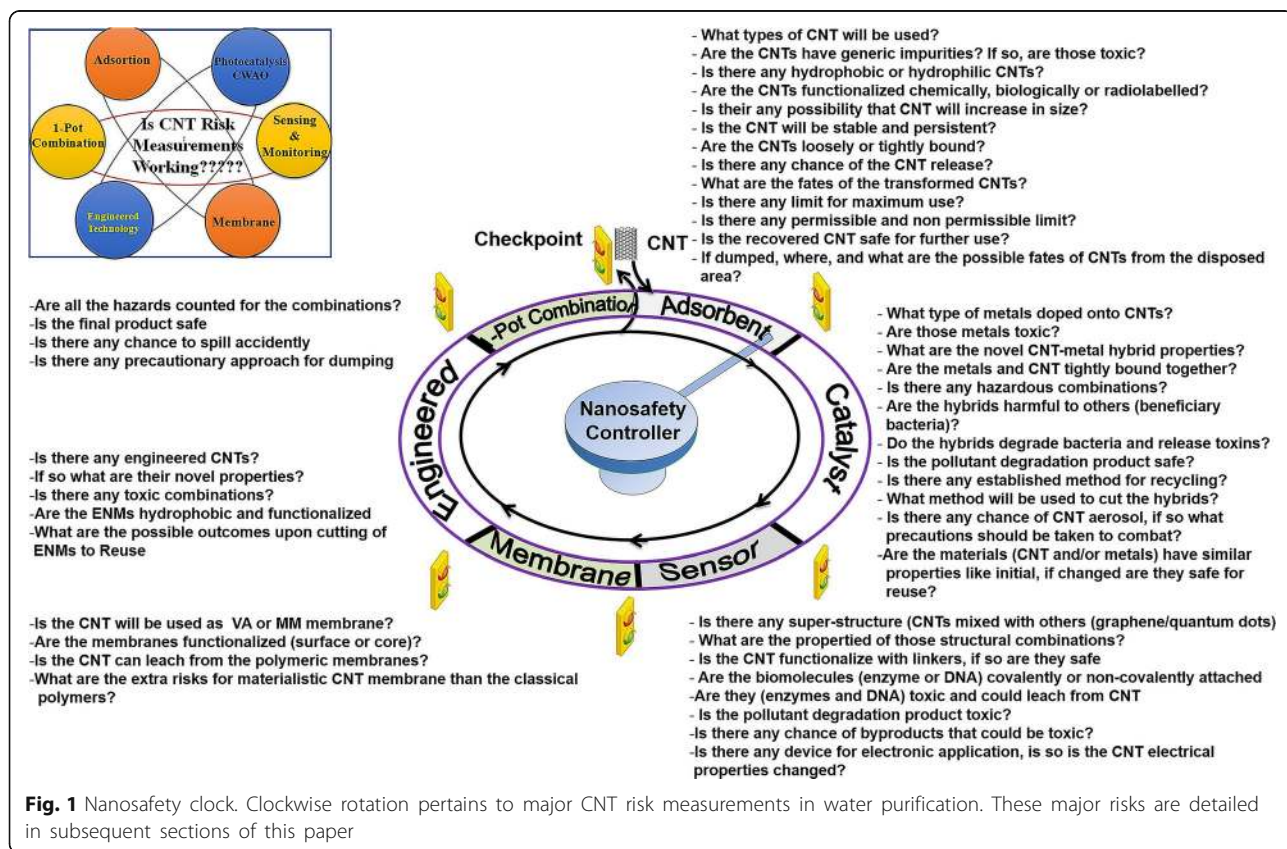 Adsortion
Photocatalysis
CWAO
1-Pot
Combination
Is CNT Risk
Measurements
Working?????
Sensing
&
Monitoring
Engineered
Technology
Membrane
- What types of CNT will be used?
- Are the CNTs have generic impurities? If so, are those toxic?
- Is there any hydrophobic or hydrophilic CNTs?
- Are the CNTs functionalized chemically, biologically or radiolabelled?
- Is their any possibility that CNT will increase in size?
- Is the CNT will be stable and persistent?
- Are the CNTs loosely or tightly bound?
- Is there any chance of the CNT release?
- What are the fates of the transformed CNTs?
- Is there any limit for maximum use?
- Is there any permissible and non permissible limit?
- Is the recovered CNT safe for further use?
- If dumped, where, and what are the possible fates of CNTs from the disposed
area?
Checkpoint
CNT
-Are all the hazards counted for the combinations?
-Is the final product safe
-Is there any chance to spill accidently
-Is there any precautionary approach for dumping
-Pot Combination
Adsorbent
Engineered
Catalyst
Membrane
Sensor
Nanosafety
Controller
- What type of metals doped onto CNTs?
- Are those metals toxic?
- What are the novel CNT-metal hybrid properties?
- Are the metals and CNT tightly bound together?
- Is there any hazardous combinations?
- Are the hybrids harmful to others (beneficiary
bacteria)?
- Do the hybrids degrade bacteria and release toxins?
- Is the pollutant degradation product safe?
- Is there any established method for recycling?
- What method will be used to cut the hybrids?
- Is there any chance of CNT aerosol, if so what
precautions should be taken to combat?
-Are the materials (CNT and/or metals) have similar
properties like initial, if changed are they safe for
reuse?
-Is there any engineered CNTs?
-If so what are their novel properties?
-Is there any toxic combinations?
-Are the ENMs hydrophobic and functionalized
-What are the possible outcomes upon cutting of
ENMs to Reuse
-Is the CNT will be used as VA or MM membrane?
-Are the membranes functionalized (surface or core)?
-Is the CNT can leach from the polymeric membranes?
-What are the extra risks for materialistic CNT membrane than the classical
polymers?
- Is there any super-structure (CNTs mixed with others (graphene/quantum dots)
- What are the propertied of those structural combinations?
- Is the CNT functionalize with linkers, if so are they safe
- Are the biomolecules (enzyme or DNA) covalently or non-covalently attached
-Are they (enzymes and DNA) toxic and could leach from CNT
- Is the pollutant degradation product toxic?
-Is there any chance of byproducts that could be toxic?
-Is there any device for electronic application, is so is the CNT electrical
properties changed?
Fig. 1 Nanosafety clock. Clockwise rotation pertains to major CNT risk measurements in water purification. These major risks are detailed
in subsequent sections of this paper